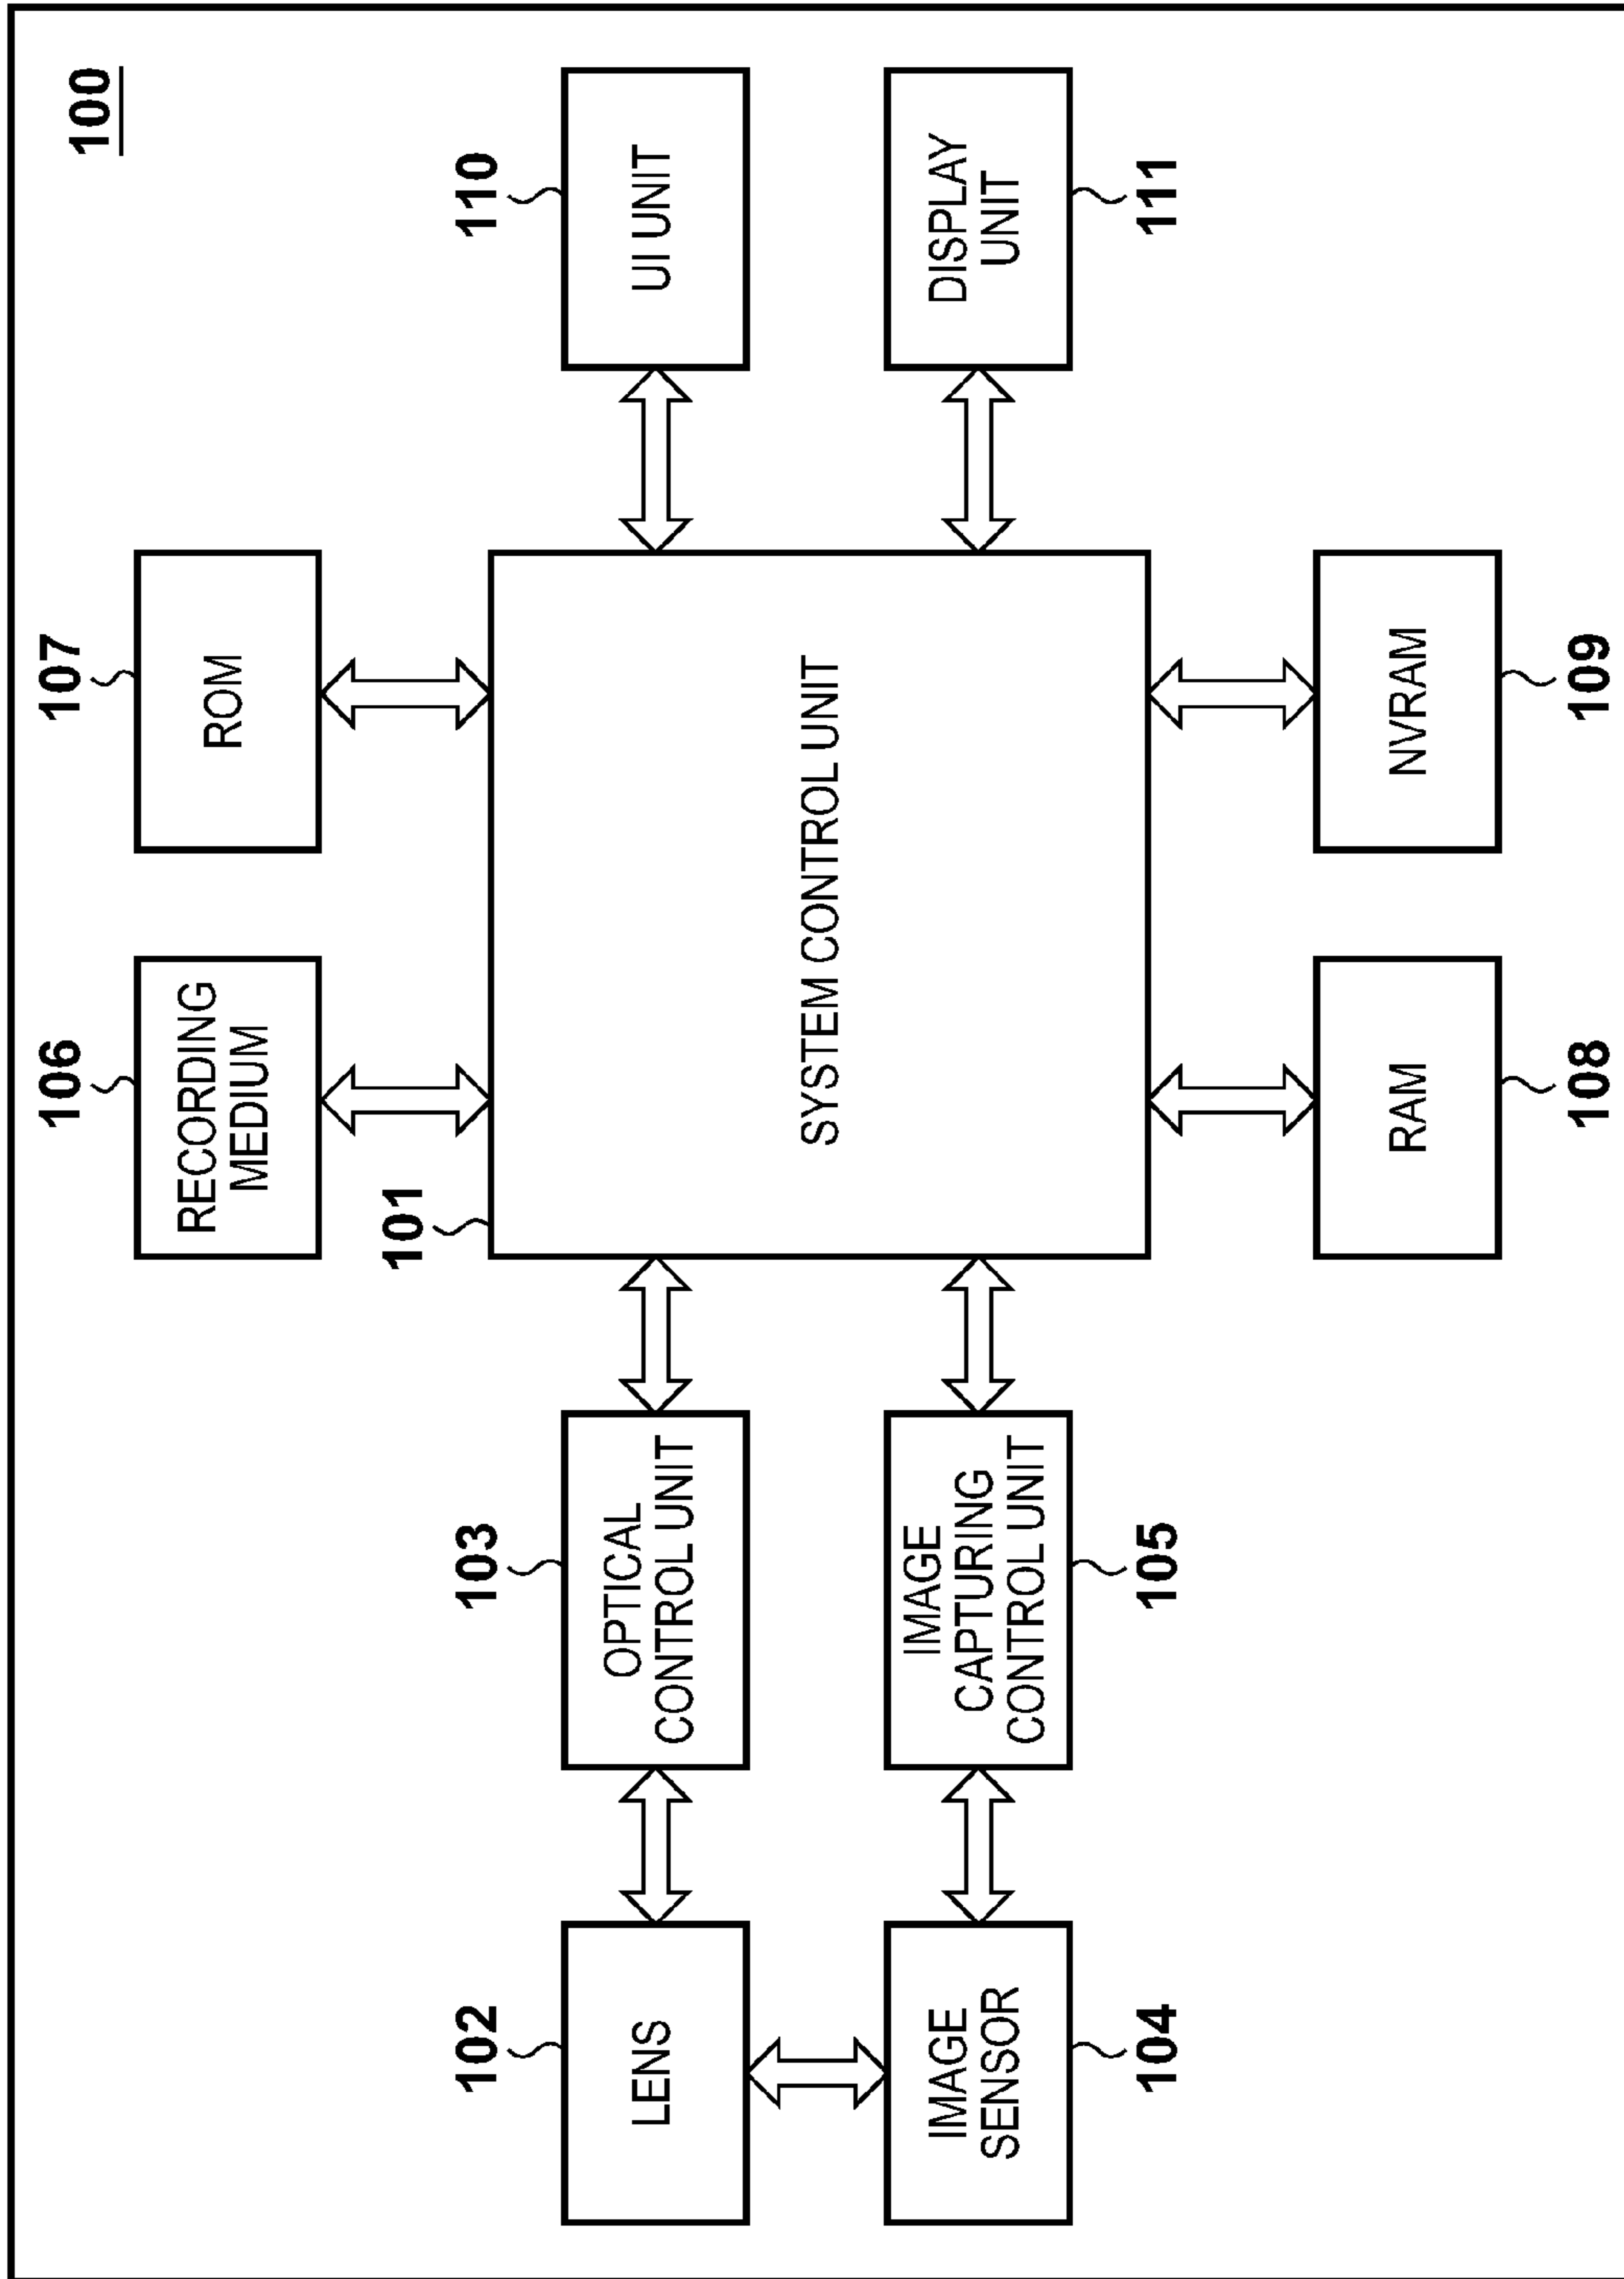 100
106
107
RECORDING
MEDIUM
ROM
101
102
103
110
LENS
OPTICAL
CONTROL UNIT
UI UNIT
SYSTEM CONTROL UNIT
IMAGE
SENSOR
IMAGE
CAPTURING
CONTROL UNIT
DISPLAY
UNIT
104
105
111
RAM
NVRAM
108
109